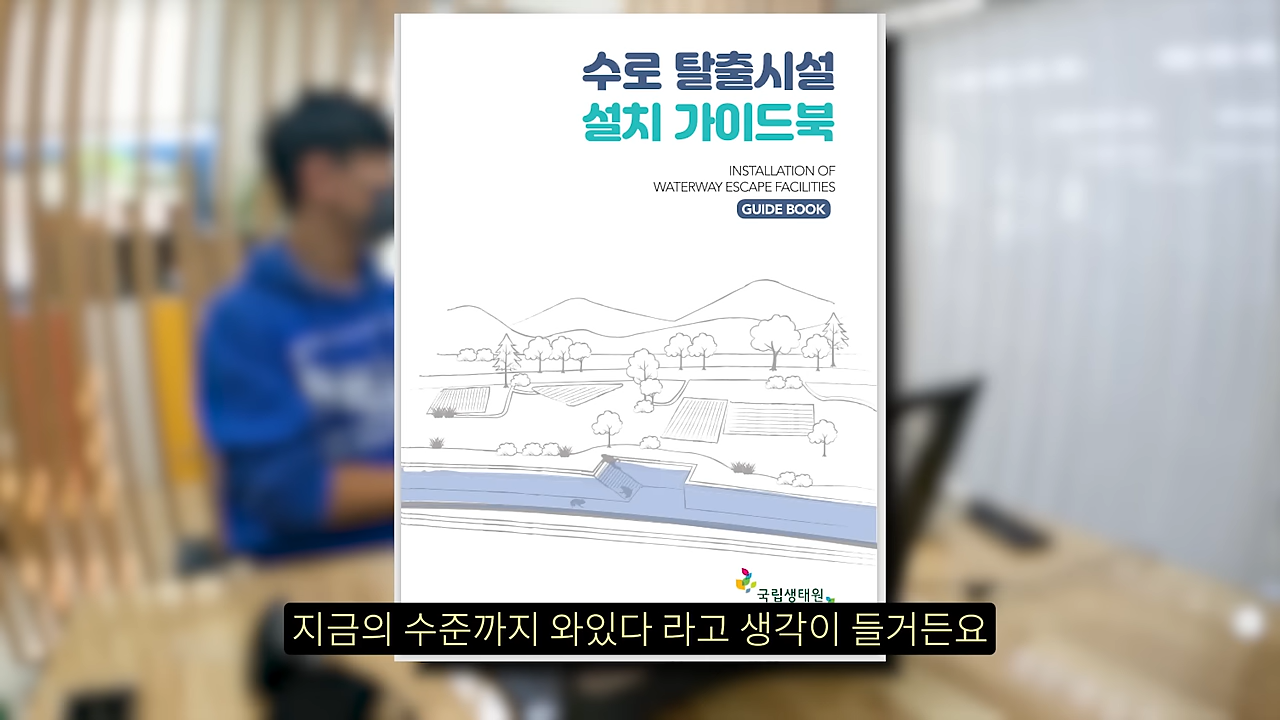 수로 탈출시설
설치 가이드북
INSTALLATION OF
WATERWAY ESCAPE FACILITIES
GUIDE BOOK
국립생태원
지금의 수준까지 와있다 라고 생각이 들거든요